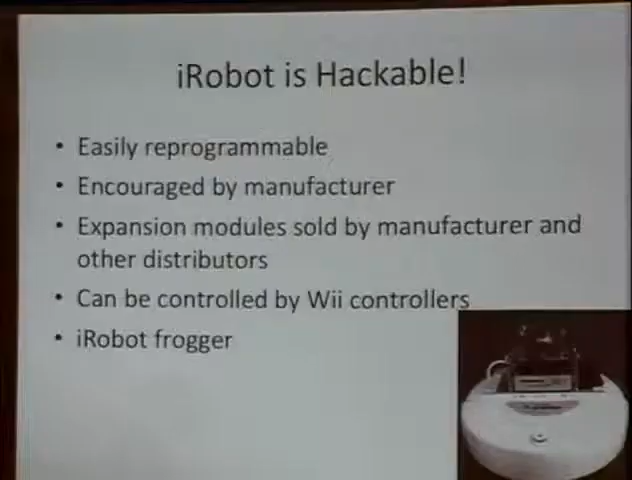 iRobot is Hackable!
• Easily reprogrammable
• Encouraged by manufacturer
• Expansion modules sold by manufacturer and
other distributors
• Can be controlled by Wii controllers
• iRobot frogger